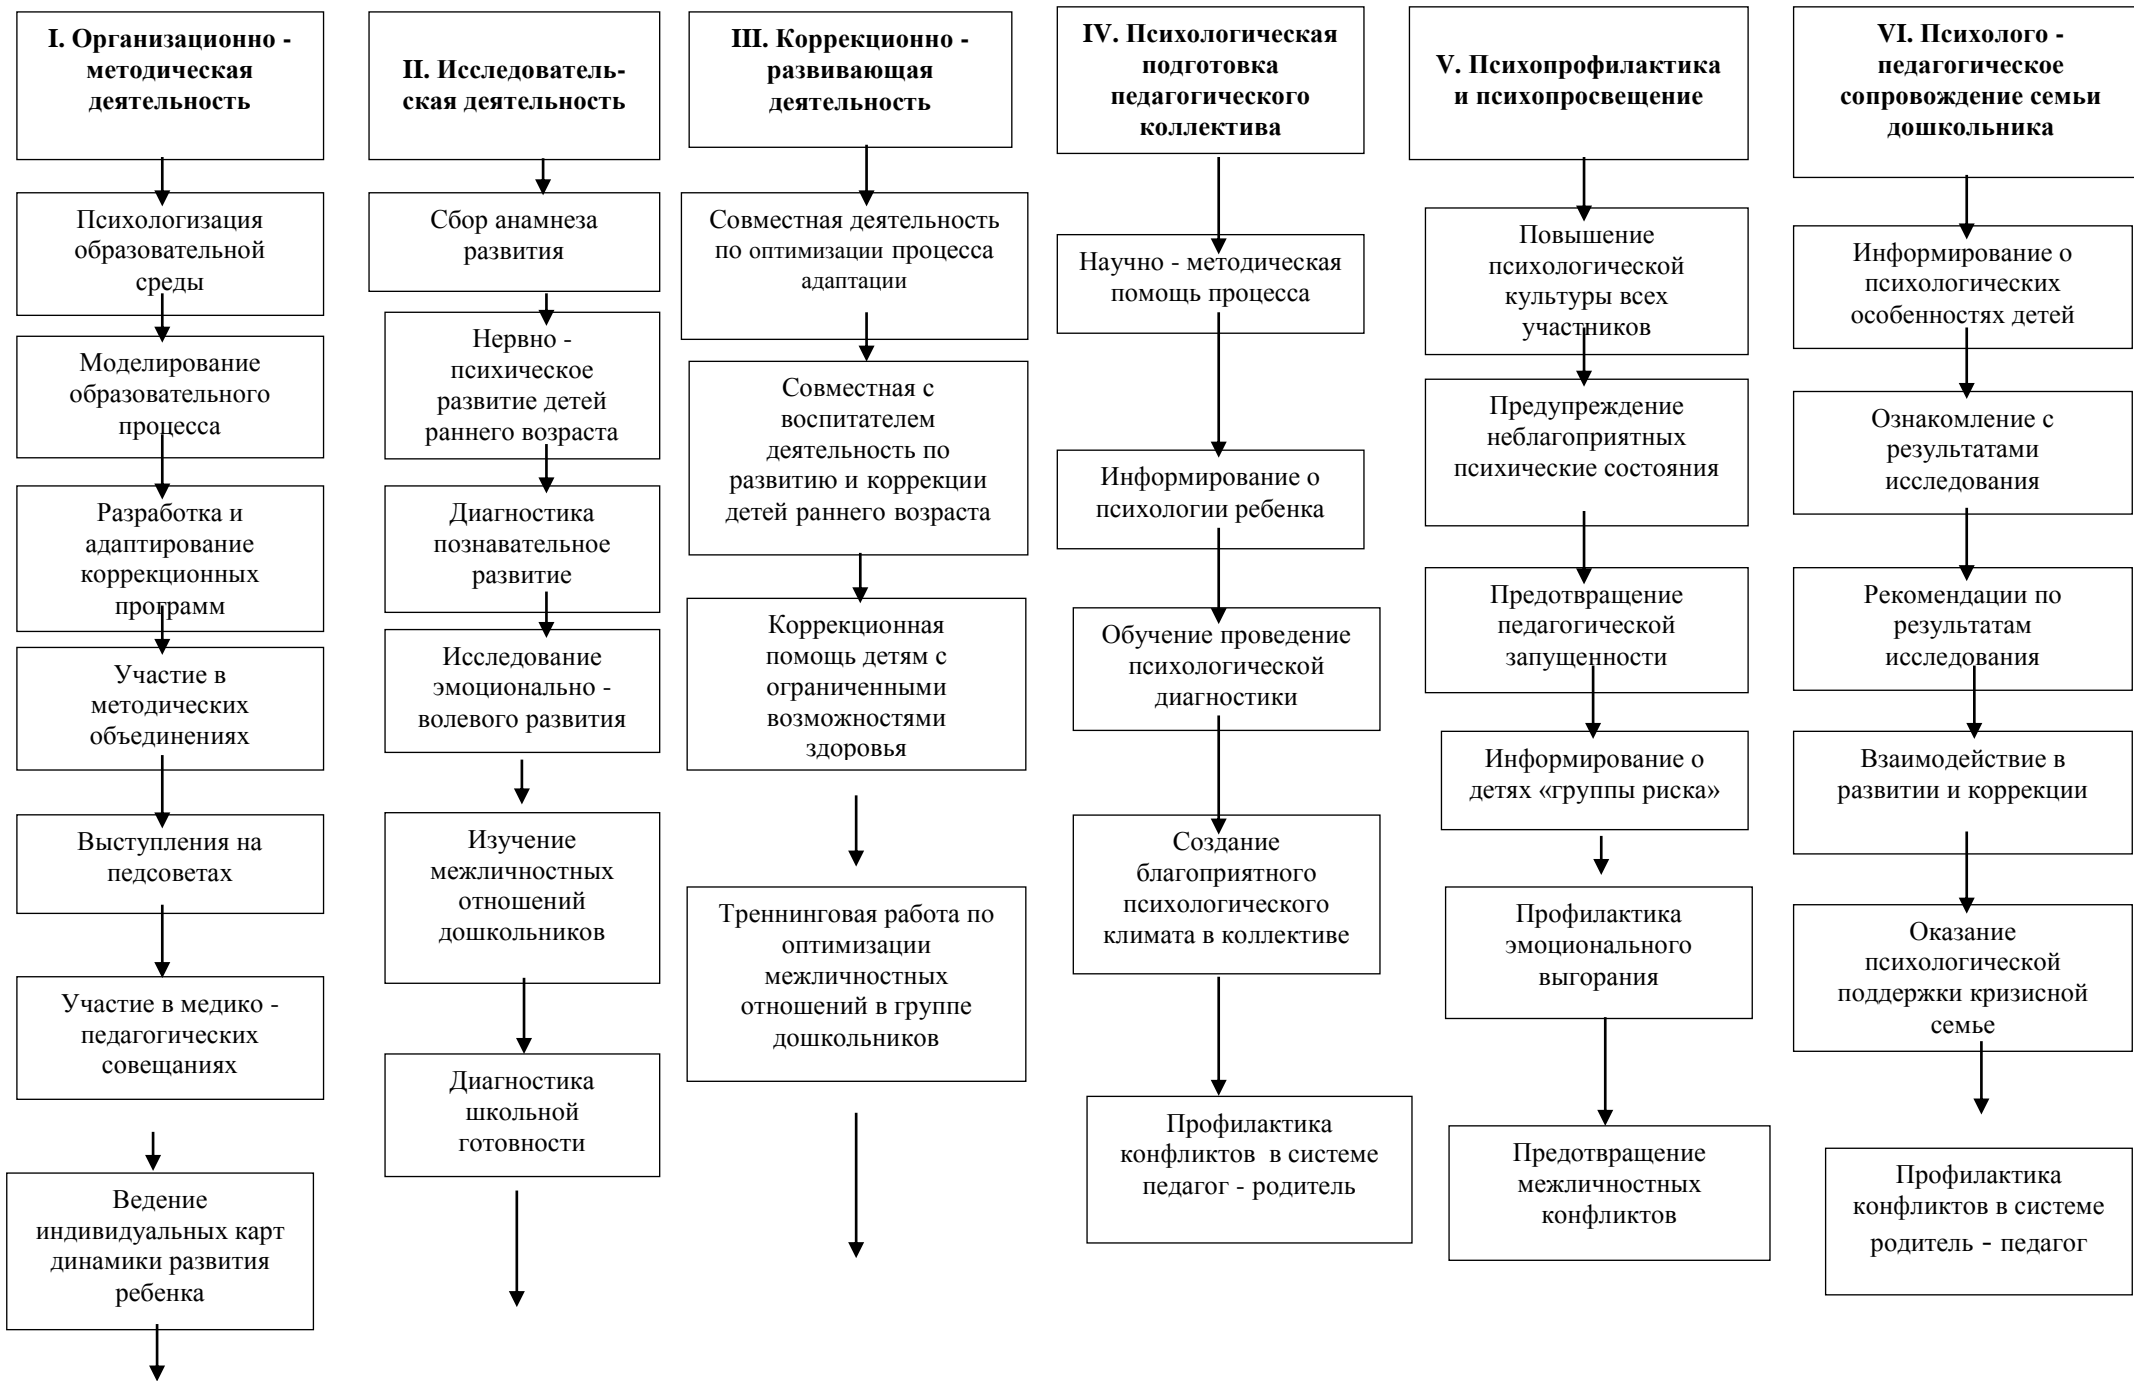 I. Организационно -
методическая
деятельность
Психологизация
образовательной
среды
Моделирование
образовательного
процесса
Разработка и
адаптирование
коррекционных
программ
Участие в
методических
объединениях
Выступления на
педсоветах
Участие в медико -
педагогических
совещаниях
Ведение
индивидуальных карт
динамики развития
ребенка
II. Исследователь-
ская деятельность
Сбор анамнеза
развития
Нервно -
психическое
развитие детей
раннего возраста
Диагностика
познавательное
развитие
Исследование
эмоционально -
волевого развития
Изучение
межличностных
отношений
дошкольников
Диагностика
школьной
готовности
III. Коррекционно -
развивающая
деятельность
Совместная деятельность
по оптимизации процесса
адаптации
Совместная с
воспитателем
деятельность по
развитию и коррекции
детей раннего возраста
Коррекционная
помощь детям с
ограниченными
возможностями
здоровья
Треннинговая работа по
оптимизации
межличностных
отношений в группе
дошкольников
IV. Психологическая
подготовка
педагогического
коллектива
Научно - методическая
помощь процесса
Информирование о
психологии ребенка
Обучение проведение
психологической
диагностики
Создание
благоприятного
психологического
климата в коллективе
Профилактика
конфликтов в системе
педагог - родитель
V. Психопрофилактика
и психопросвещение
Повышение
психологической
культуры всех
участников
Предупреждение
неблагоприятных
психические состояния
Предотвращение
педагогической
запущенности
Информирование о
детях «группы риска»
Профилактика
эмоционального
выгорания
Предотвращение
межличностных
конфликтов
VI. Психолого -
педагогическое
сопровождение семьи
дошкольника
Информирование о
психологических
особенностях детей
Ознакомление с
результатами
исследования
Рекомендации по
результатам
исследования
Взаимодействие в
развитии и коррекции
Оказание
психологической
поддержки кризисной
семье
Профилактика
конфликтов в системе
родитель - педагог